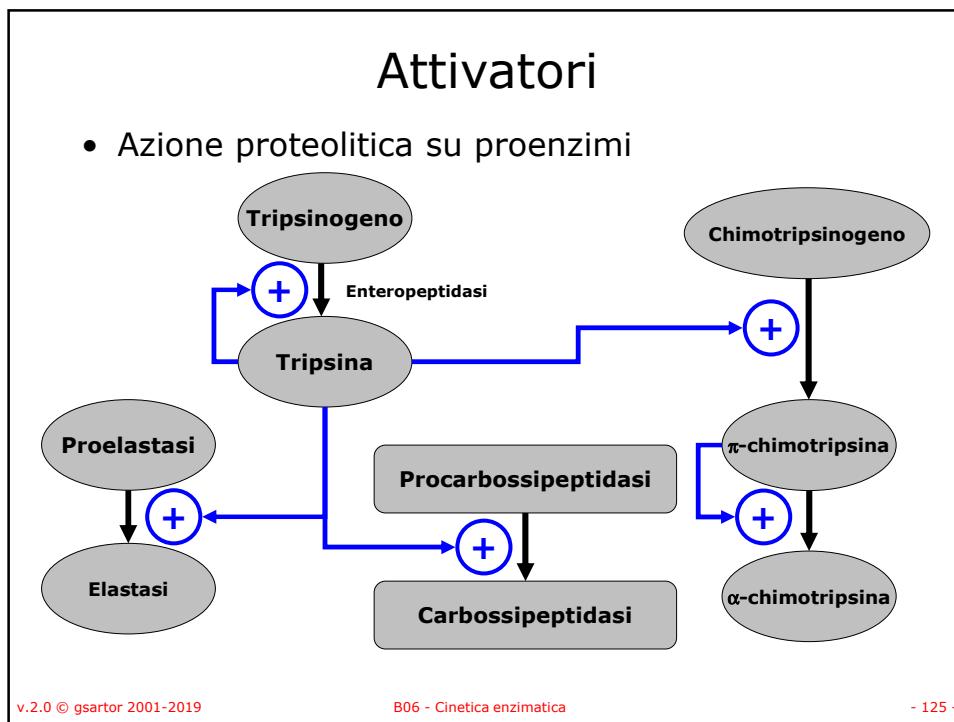 Attivatori
• Azione proteolitica su proenzimi
Tripsinogeno
Chimotripsinogeno
+
Enteropeptidasi
+
Tripsina
Proelastasi
π-chimotripsina
Procarbossipeptidasi
+
+
+
Elastasi
α-chimotripsina
Carbossipeptidasi
v.2.0 © gsartor 2001-2019
B06 - Cinetica enzimatica
- 125 -